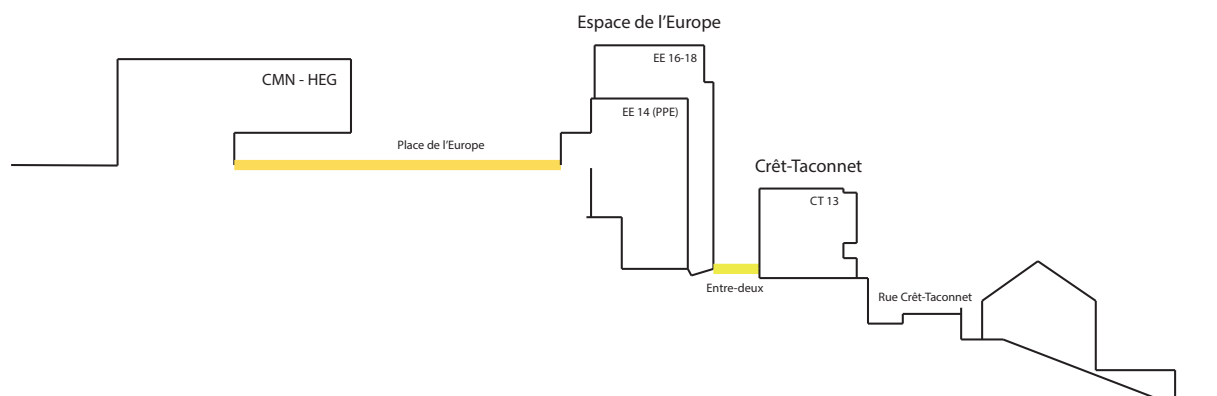 Espace de l’Europe
EE 16-18
CMN - HEG
EE 14 (PPE)
Place de l’Europe
Crêt-Taconnet
CT 13
Entre-deux
Rue Crêt-Taconnet